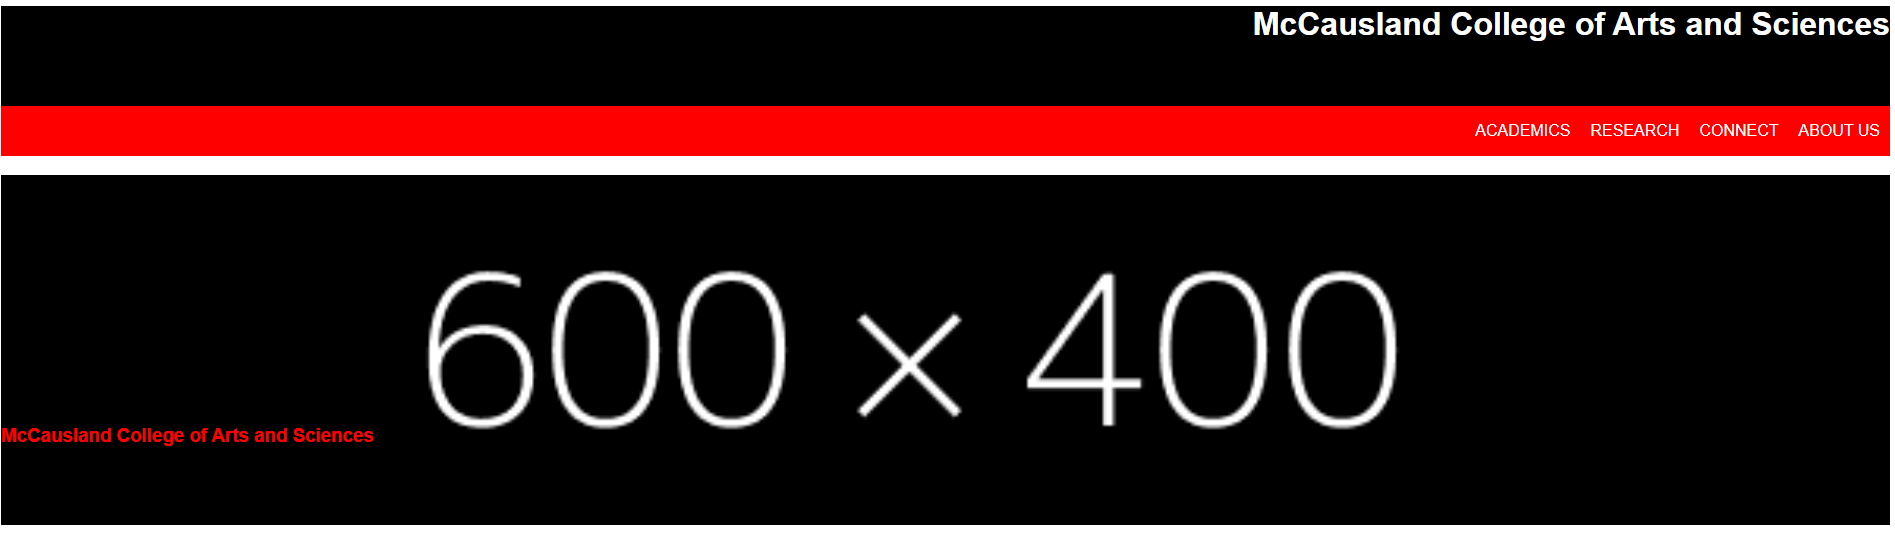 McCausland College of Arts and Sciences
ACADEMICS RESEARCH CONNECT ABOUT US
600 × 400
McCausland College of Arts and Sciences